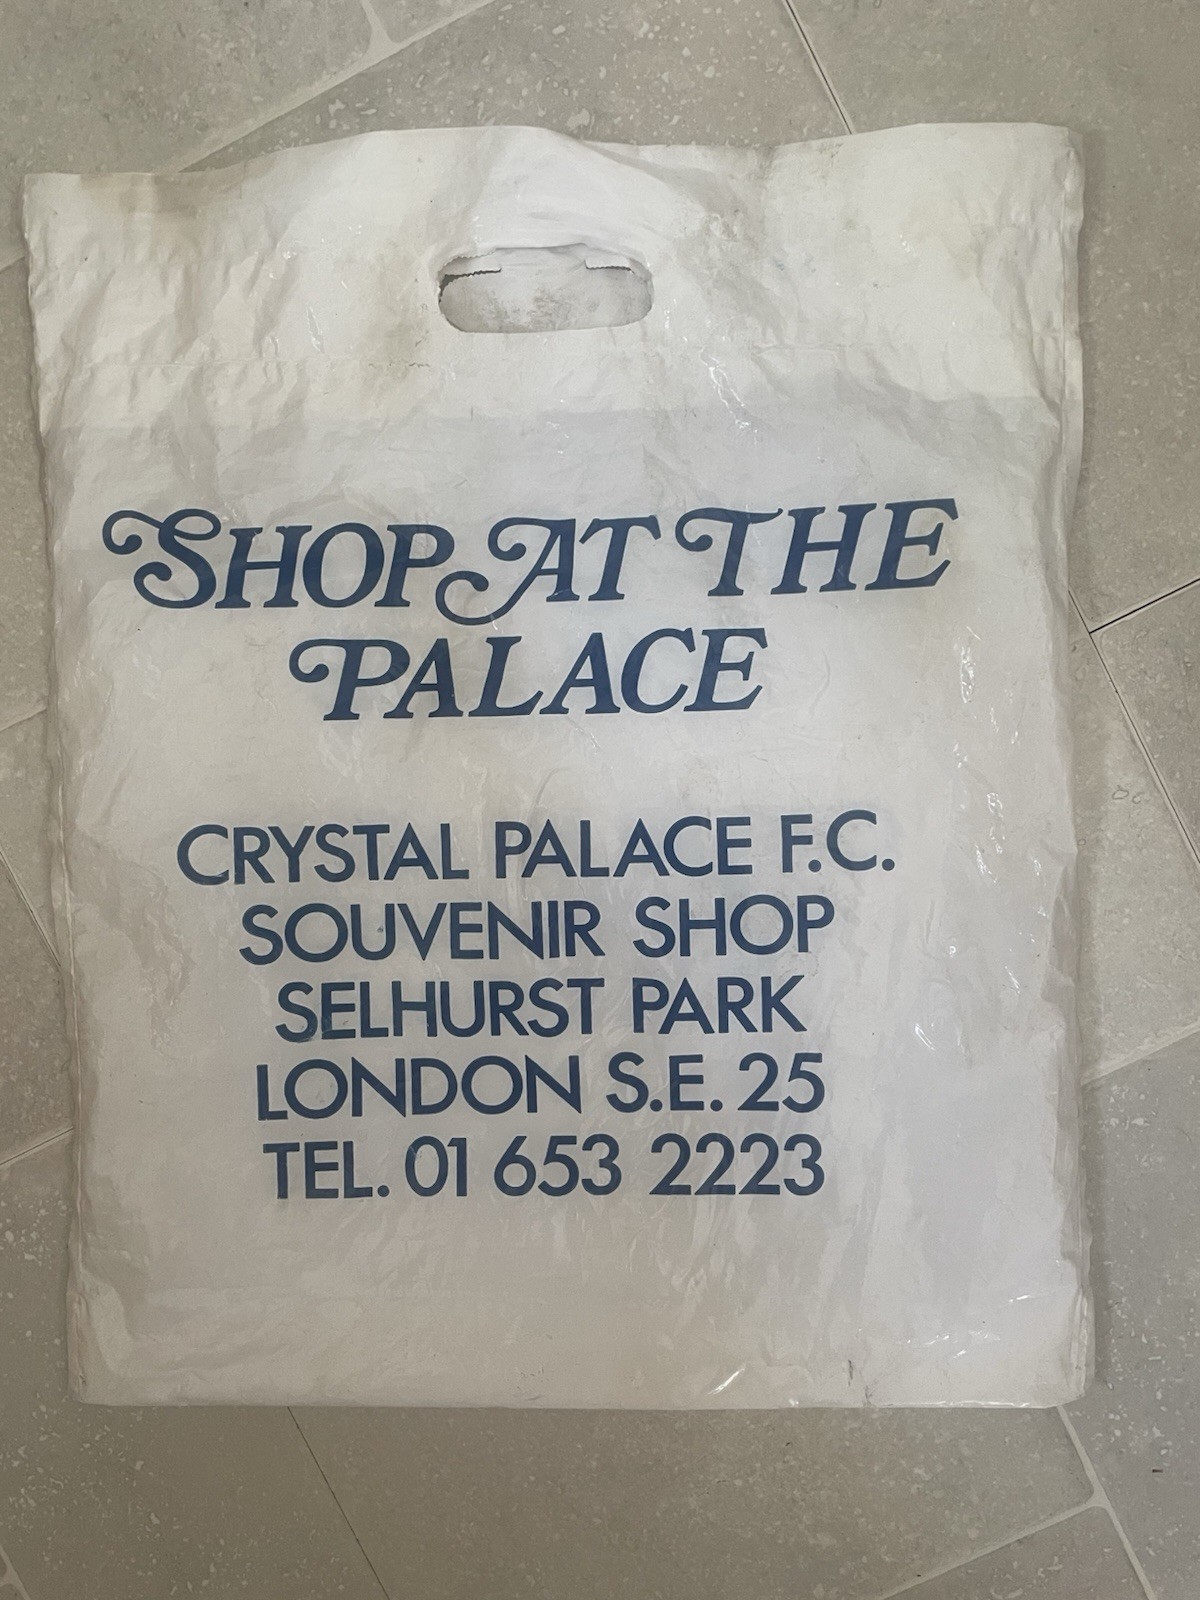 SHOP AT THE
PALACE
CRYSTAL PALACE F.C.
SOUVENIR SHOP
SELHURST PARK
LONDON S.E. 25
TEL. 01 653 2223